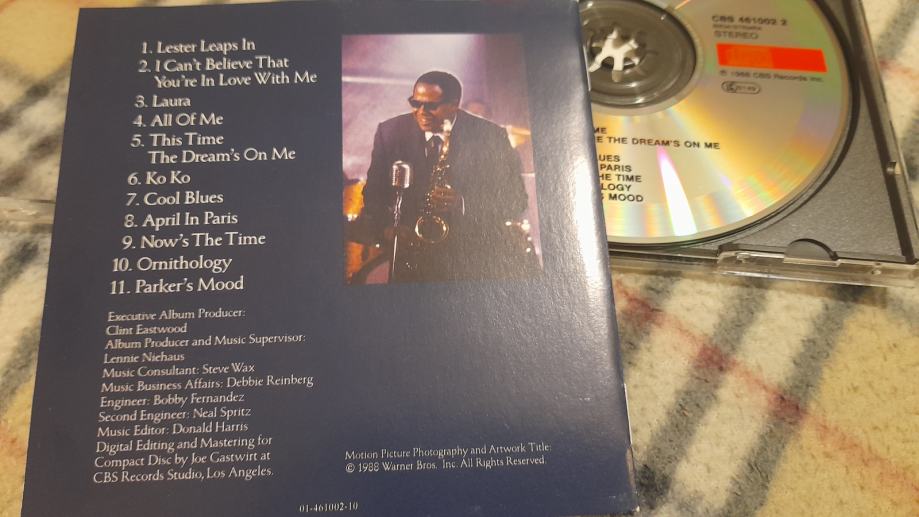 1. Lester Leaps In
2. I Can't Believe That
You're In Love With Me
3. Laura
4. All Of Me
5. This Time
The Dream's On Me
6. Ko Ko
7. Cool Blues
8. April In Paris
9. Now's The Time
10. Ornithology
11. Parker's Mood
Executive Album Producer:
Clint Eastwood
Album Producer and Music Supervisor:
Lennie Niehaus
Music Consultant: Steve Wax
Music Business Affairs: Debbie Reinberg
Engineer: Bobby Fernandez
Second Engineer: Neal Spritz
Music Editor: Donald Harris
Digital Editing and Mastering for
Compact Disc by Joe Gastwirt at
CBS Records Studio, Los Angeles.
Motion Picture Photography and Artwork Title:
© 1988 Warner Bros. Inc. All Rights Reserved.
01-461002-10
CBS 461002 2
STEREO
℗ 1988 CBS Records Inc.
ME
E THE DREAM'S ON ME
UES
PARIS
HE TIME
LOGY
S MOOD